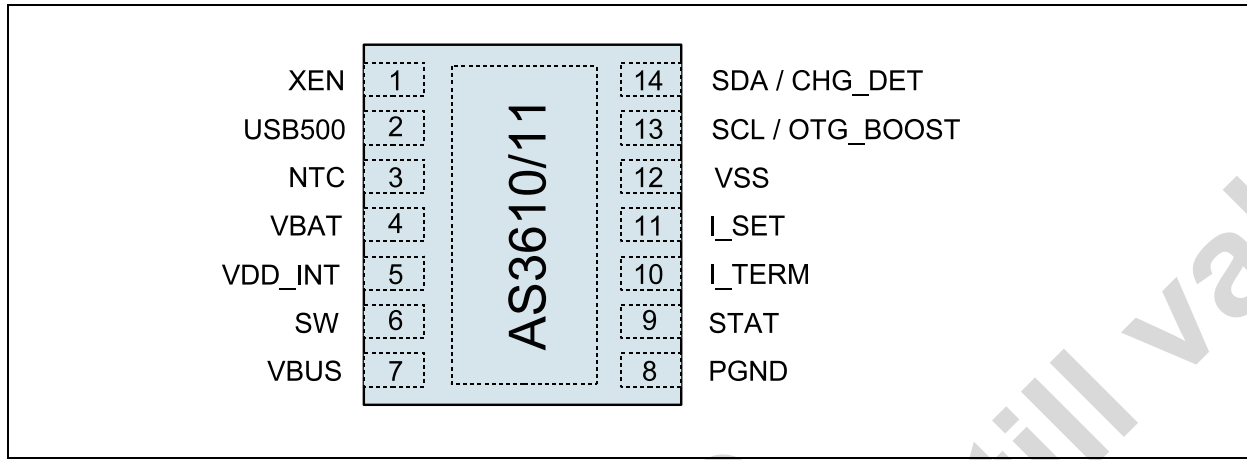 XEN 1 14 SDA / CHG_DET
USB500 2 13 SCL / OTG_BOOST
NTC 3 12 VSS
VBAT 4 11 I_SET
VDD_INT 5 10 I_TERM
SW 6 9 STAT
VBUS 7 8 PGND
AS3610/11
till